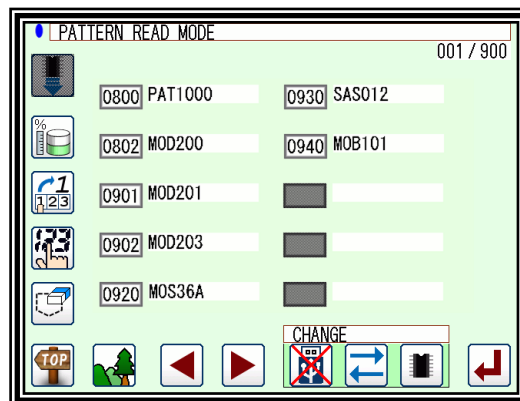 PATTERN READ MODE
001 / 900
0800 PAT1000
0930 SAS012
0802 MOD200
0940 MOB101
0901 MOD201
0902 MOD203
0920 MOS36A
%
1
123
123
CHANGE
TOP